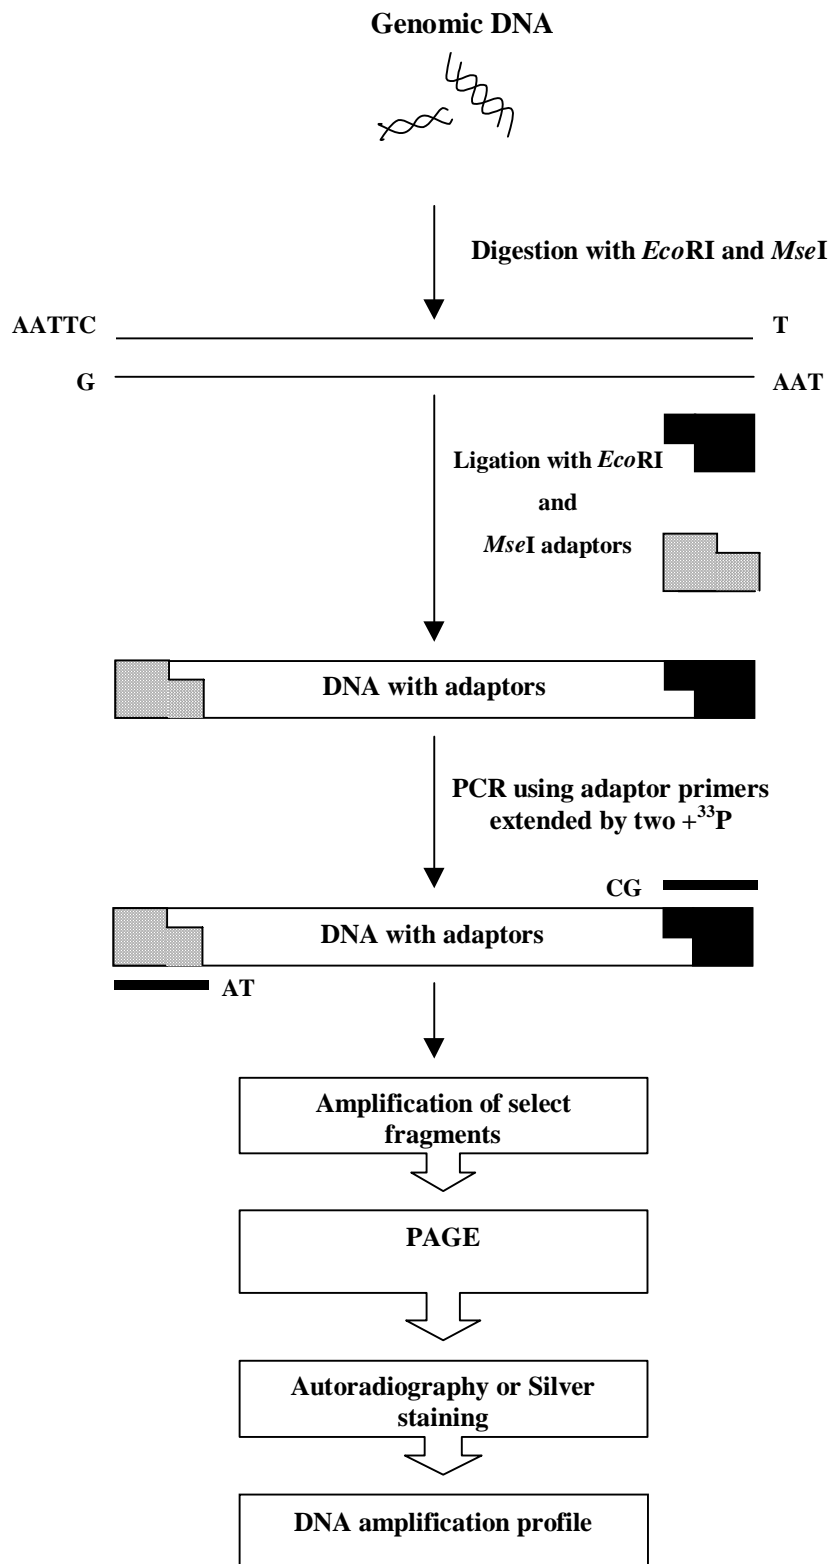 Genomic DNA
Digestion with EcoRI and MseI
AATTC
T
G
AAT
Ligation with EcoRI
and
MseI adaptors
DNA with adaptors
PCR using adaptor primers
extended by two +³³P
CG
DNA with adaptors
AT
Amplification of select
fragments
PAGE
Autoradiography or Silver
staining
DNA amplification profile